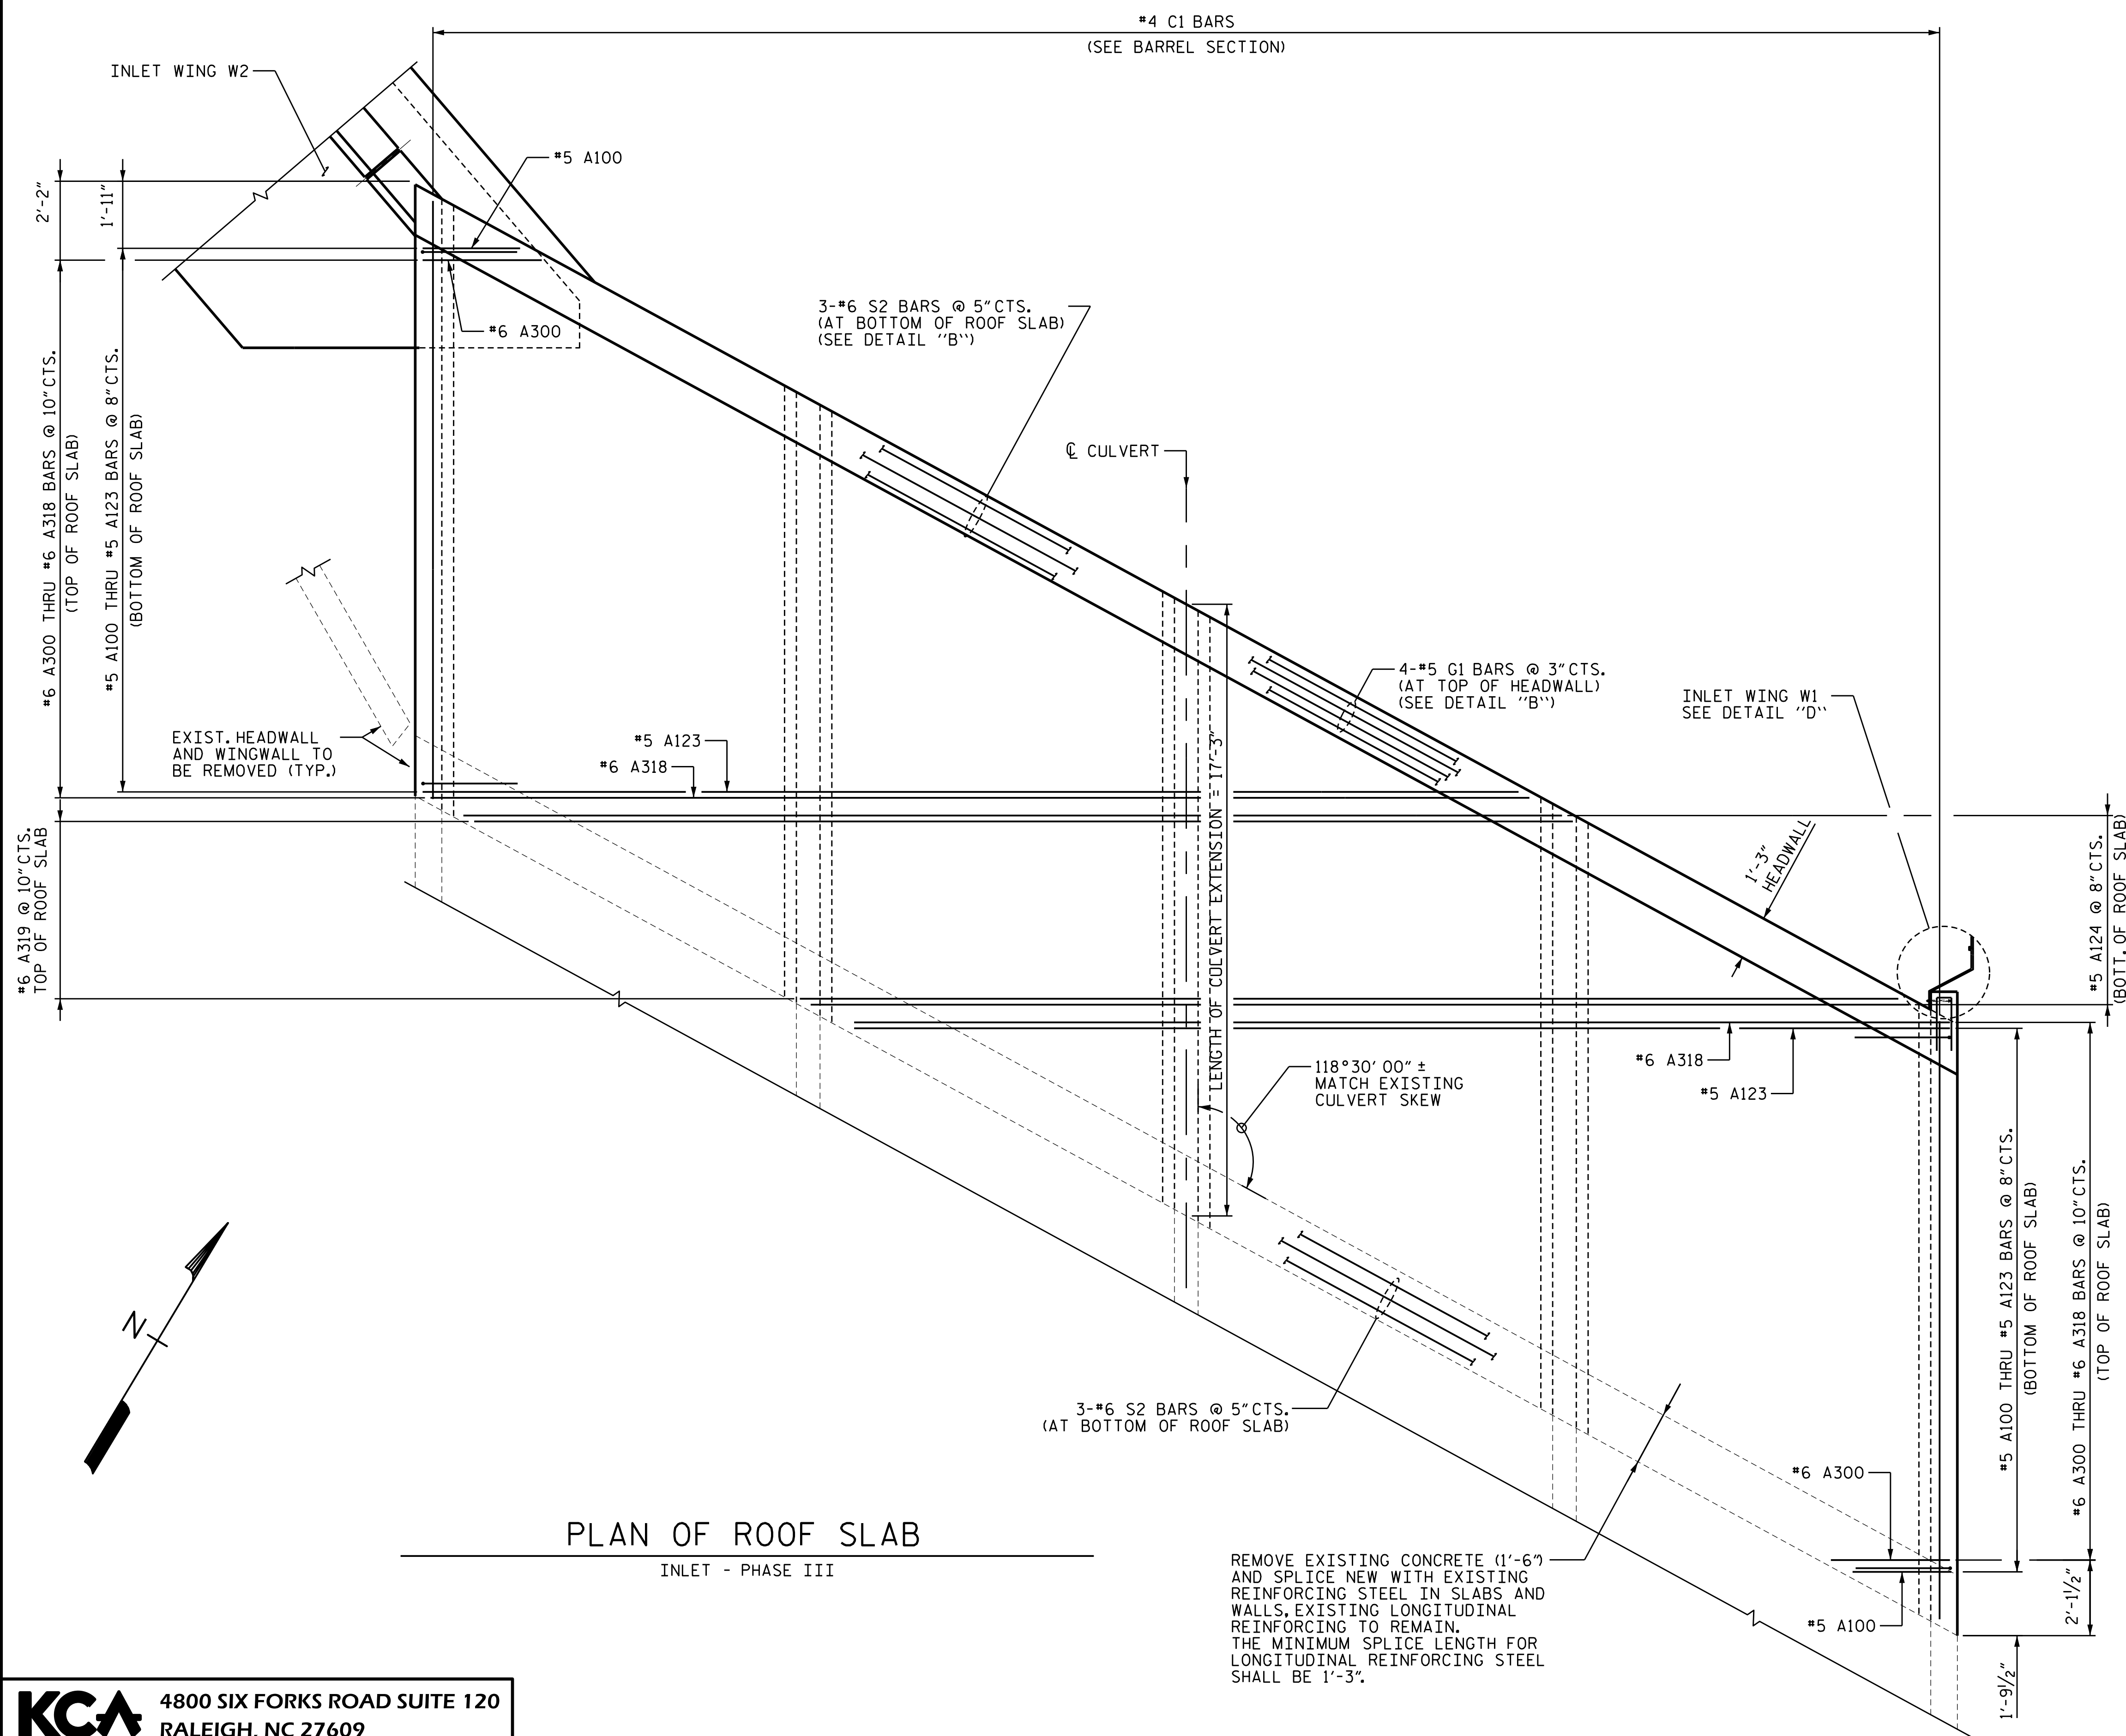 #4 C1 BARS
(SEE BARREL SECTION)
INLET WING W2
#5 A100
2'-2"
1'-11"
#6 A300
3-#6 S2 BARS @ 5" CTS.
(AT BOTTOM OF ROOF SLAB)
(SEE DETAIL ''B``)
℄ CULVERT
#6 A300 THRU #6 A318 BARS @ 10" CTS.
(TOP OF ROOF SLAB)
#5 A100 THRU #5 A123 BARS @ 8" CTS.
(BOTTOM OF ROOF SLAB)
4-#5 G1 BARS @ 3" CTS.
(AT TOP OF HEADWALL)
(SEE DETAIL ''B``)
INLET WING W1
SEE DETAIL ''D``
EXIST. HEADWALL
AND WINGWALL TO
BE REMOVED (TYP.)
#5 A123
#6 A318
LENGTH OF CULVERT EXTENSION = 17'-3"
1'-3"
HEADWALL
#6 A319 @ 10" CTS.
TOP OF ROOF SLAB
#5 A124 @ 8" CTS.
(BOTT. OF ROOF SLAB)
#6 A318
#5 A123
118°30'00" ±
MATCH EXISTING
CULVERT SKEW
#5 A100 THRU #5 A123 BARS @ 8" CTS.
(BOTTOM OF ROOF SLAB)
#6 A300 THRU #6 A318 BARS @ 10" CTS.
(TOP OF ROOF SLAB)
N
3-#6 S2 BARS @ 5" CTS.
(AT BOTTOM OF ROOF SLAB)
#6 A300
#5 A100
2'-1½"
1'-9½"
PLAN OF ROOF SLAB
INLET - PHASE III
REMOVE EXISTING CONCRETE (1'-6")
AND SPLICE NEW WITH EXISTING
REINFORCING STEEL IN SLABS AND
WALLS, EXISTING LONGITUDINAL
REINFORCING TO REMAIN.
THE MINIMUM SPLICE LENGTH FOR
LONGITUDINAL REINFORCING STEEL
SHALL BE 1'-3".
KCA
4800 SIX FORKS ROAD SUITE 120
RALEIGH, NC 27609